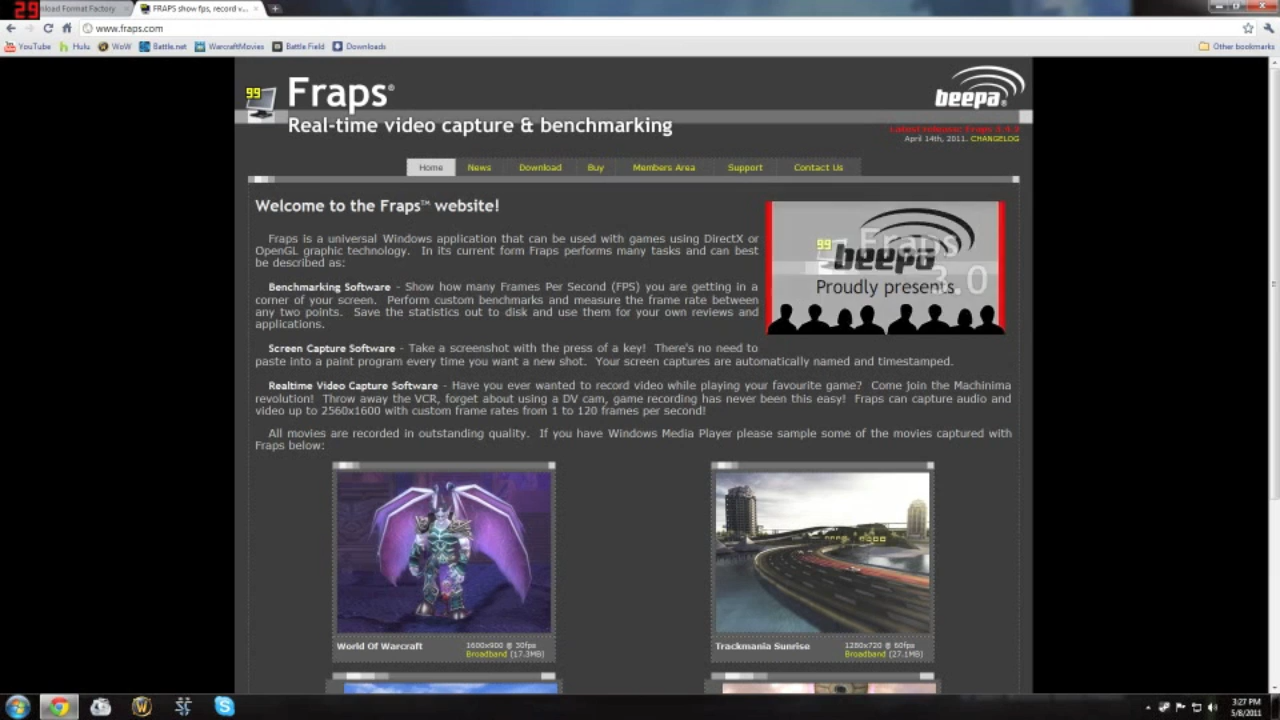 29
nload Format Factory
FRAPS show fps, record v...
www.fraps.com
YouTube
Hulu
WoW
Battle.net
WarcraftMovies
Battle Field
Downloads
Other bookmarks
99
Fraps®
Real-time video capture & benchmarking
beepa®
Latest release: Fraps 3.4.2
April 14th, 2011. CHANGELOG
Home
News
Download
Buy
Members Area
Support
Contact Us
Welcome to the Fraps™ website!
Fraps is a universal Windows application that can be used with games using DirectX or
OpenGL graphic technology. In its current form Fraps performs many tasks and can best
be described as:
99 Fraps
beepa
3.0
Proudly presents
Benchmarking Software - Show how many Frames Per Second (FPS) you are getting in a
corner of your screen. Perform custom benchmarks and measure the frame rate between
any two points. Save the statistics out to disk and use them for your own reviews and
applications.
Screen Capture Software - Take a screenshot with the press of a key! There's no need to
paste into a paint program every time you want a new shot. Your screen captures are automatically named and timestamped.
Realtime Video Capture Software - Have you ever wanted to record video while playing your favourite game? Come join the Machinima
revolution! Throw away the VCR, forget about using a DV cam, game recording has never been this easy! Fraps can capture audio and
video up to 2560x1600 with custom frame rates from 1 to 120 frames per second!
All movies are recorded in outstanding quality. If you have Windows Media Player please sample some of the movies captured with
Fraps below:
World Of Warcraft
1600x900 @ 30fps
Broadband (17.3MB)
Trackmania Sunrise
1280x720 @ 60fps
Broadband (27.1MB)
3:27 PM
5/8/2011